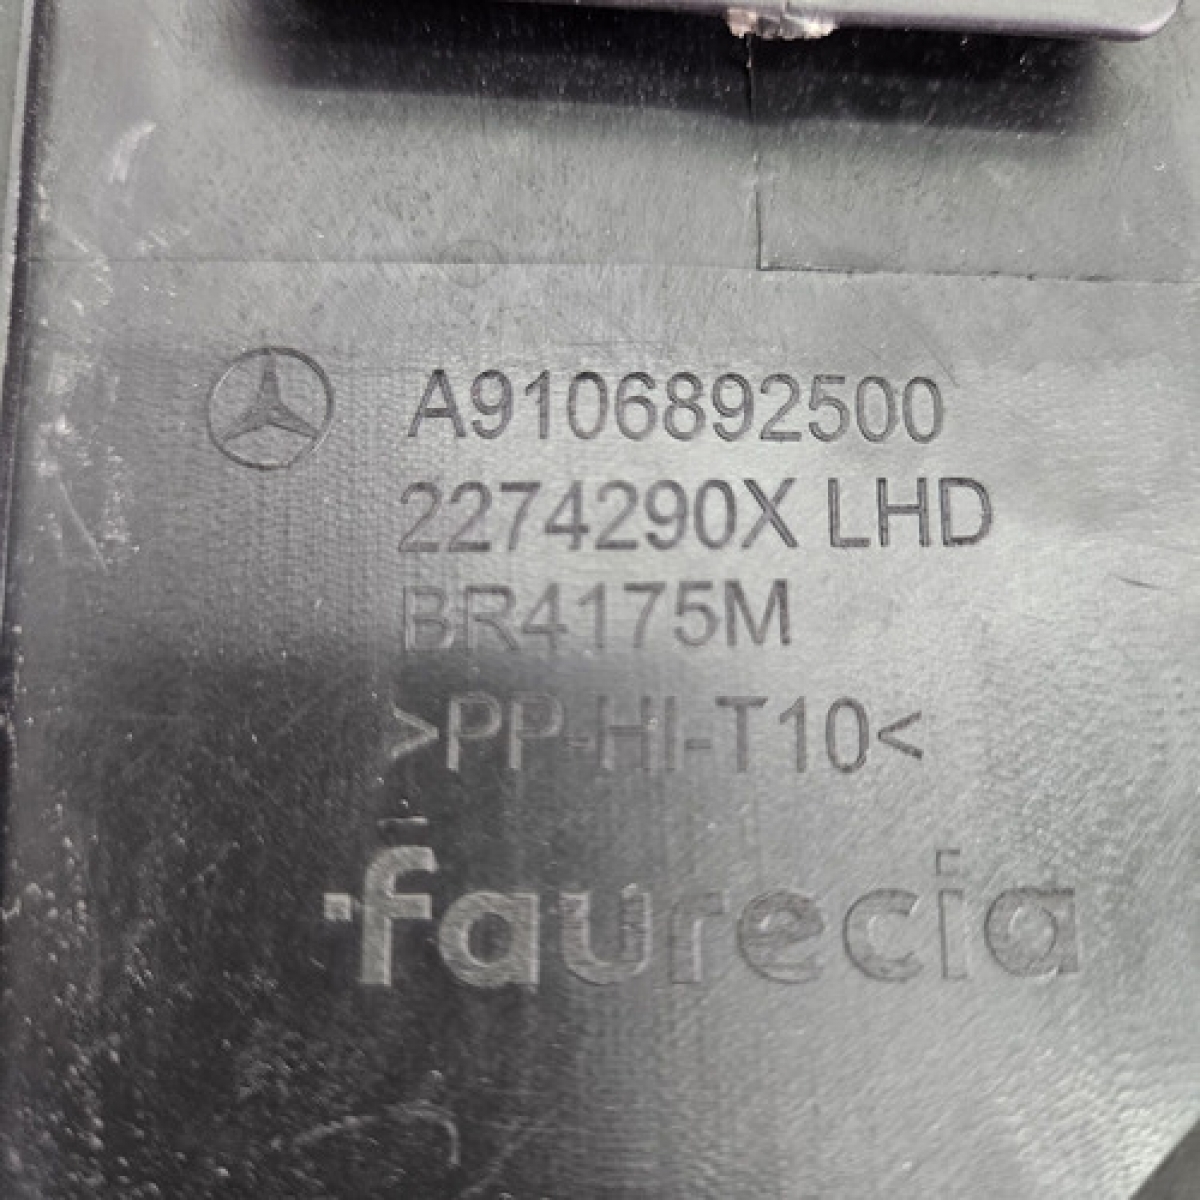 A9106892500
2274290X LHD
BR4175M
>PP-HI-T10<
faurecia